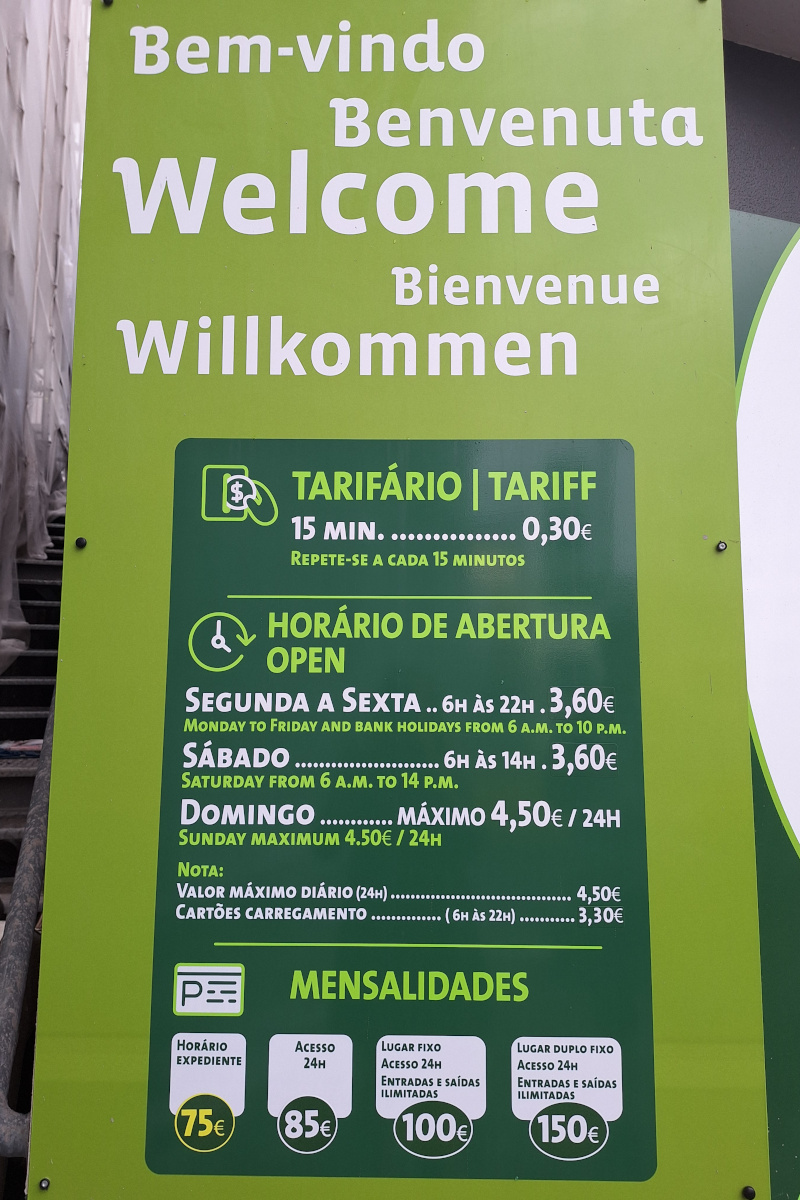 Bem-vindo
Benvenuta
Welcome
Bienvenue
Willkommen
$
TARIFÁRIO | TARIFF
15 MIN. ................ 0,30€
REPETE-SE A CADA 15 MINUTOS
HORÁRIO DE ABERTURA
OPEN
SEGUNDA A SEXTA .. 6H ÀS 22H . 3,60€
MONDAY TO FRIDAY AND BANK HOLIDAYS FROM 6 A.M. TO 10 P.M.
SÁBADO ......................... 6H ÀS 14H . 3,60€
SATURDAY FROM 6 A.M. TO 14 P.M.
DOMINGO ............ MÁXIMO 4,50€ / 24H
SUNDAY MAXIMUM 4.50€ / 24H
NOTA:
VALOR MÁXIMO DIÁRIO (24H) ..................................... 4,50€
CARTÕES CARREGAMENTO .............. ( 6H ÀS 22H) ........... 3,30€
P
MENSALIDADES
HORÁRIO
EXPEDIENTE
75€
ACESSO
24H
85€
LUGAR FIXO
ACESSO 24H
ENTRADAS E SAÍDAS
ILIMITADAS
100€
LUGAR DUPLO FIXO
ACESSO 24H
ENTRADAS E SAÍDAS
ILIMITADAS
150€